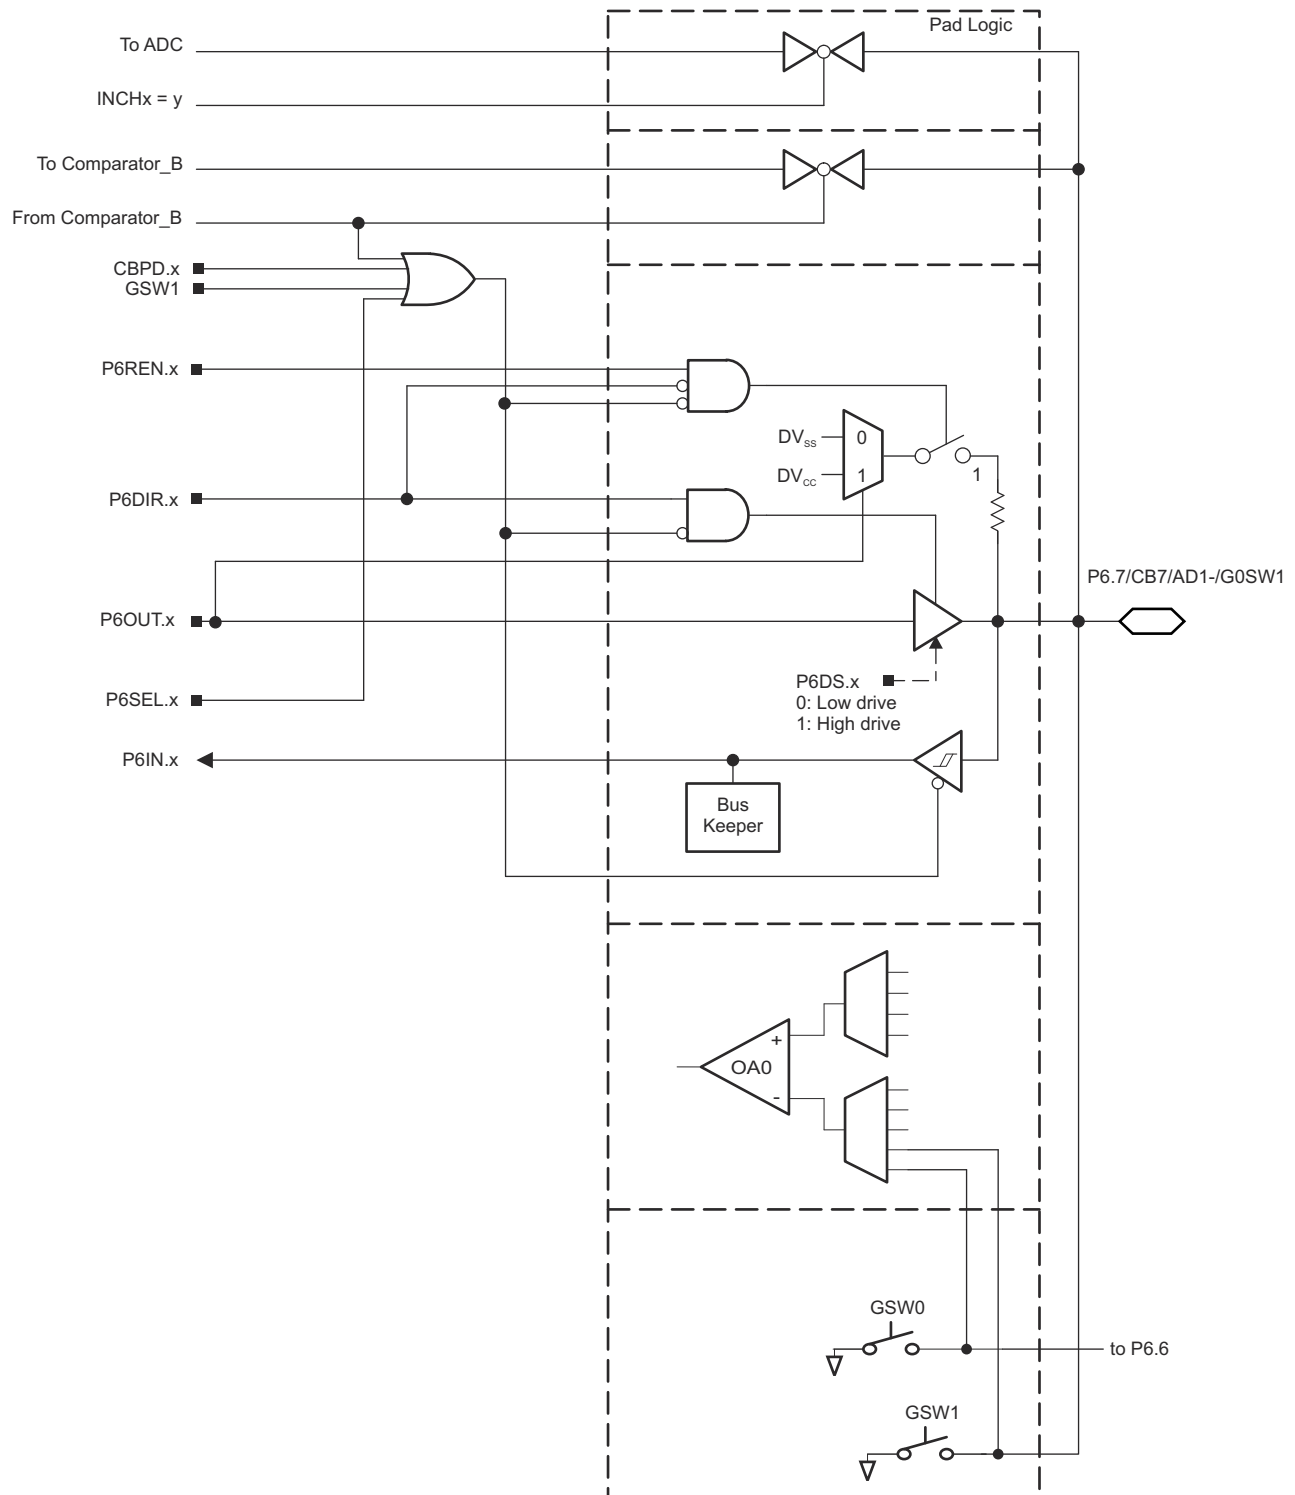 Pad Logic
To ADC
INCHx = y
To Comparator_B
From Comparator_B
CBPD.x
GSW1
P6REN.x
DVSS
0
DVCC
1
1
P6DIR.x
P6.7/CB7/AD1-/G0SW1
P6OUT.x
P6DS.x
0: Low drive
1: High drive
P6SEL.x
P6IN.x
Bus
Keeper
+
OA0
-
GSW0
to P6.6
GSW1